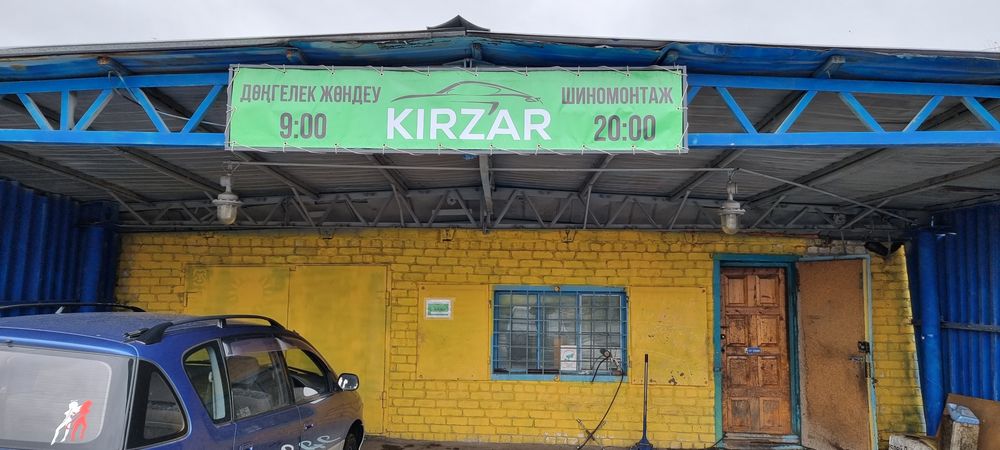 ДӨҢГЕЛЕК ЖӨНДЕУ
9:00
KIRZAR
ШИНОМОНТАЖ
20:00